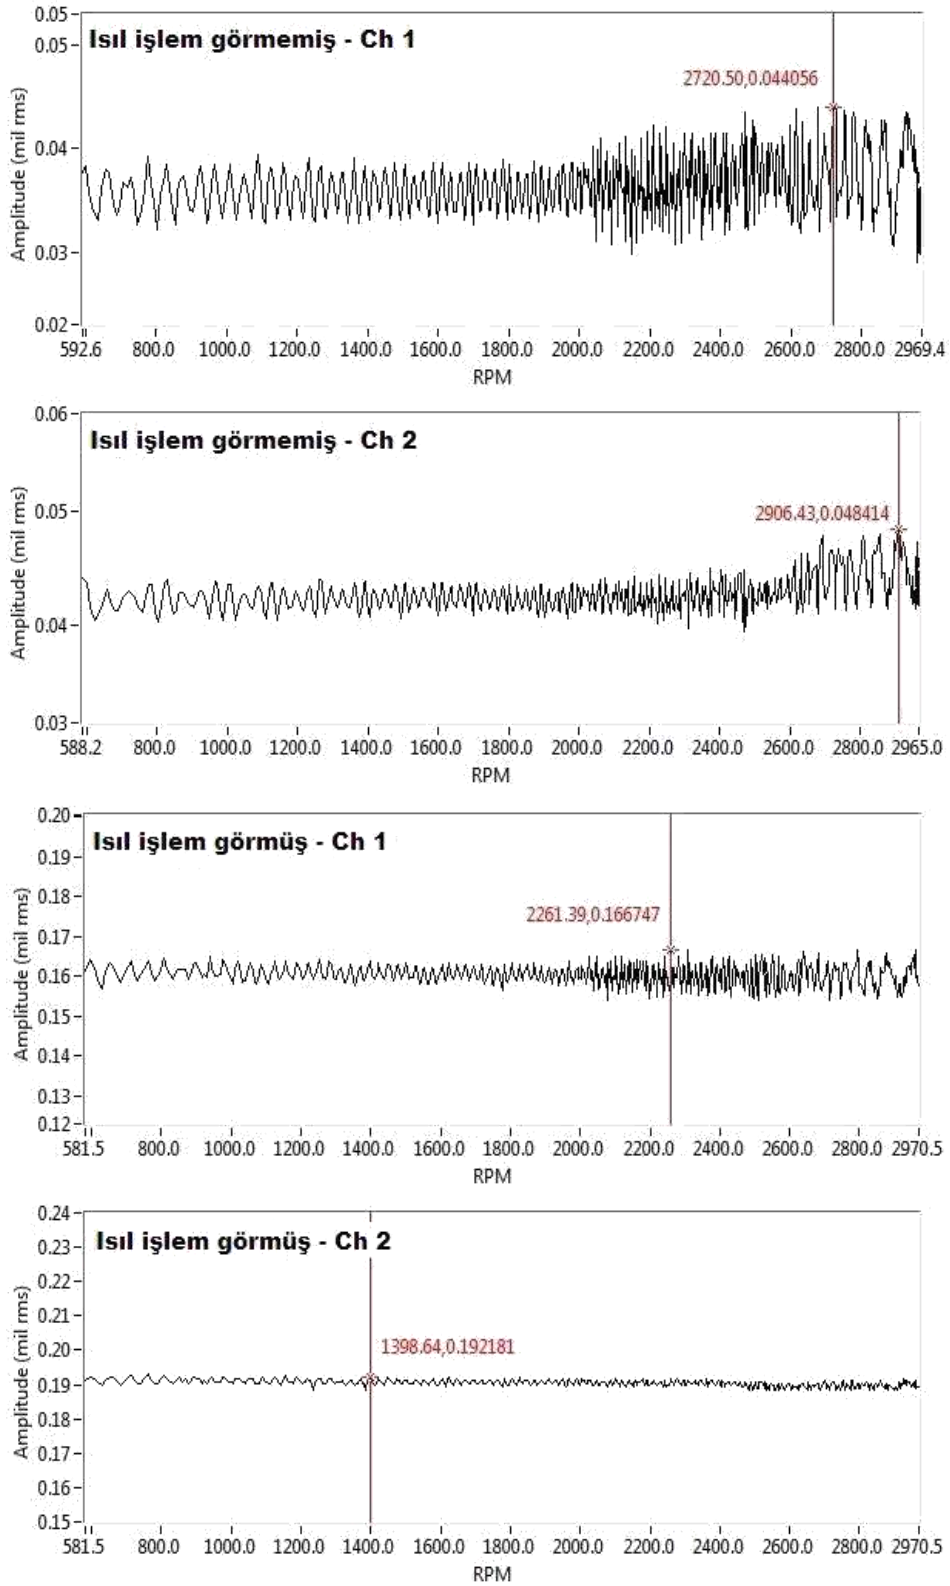 0.05
Isıl işlem görmemiş - Ch 1
0.05
2720.50,0.044056
0.04
0.03
0.02
Amplitude (mil rms)
592.6 800.0 1000.0 1200.0 1400.0 1600.0 1800.0 2000.0 2200.0 2400.0 2600.0 2800.0 2969.4
RPM
0.06
Isıl işlem görmemiş - Ch 2
0.05
2906.43,0.048414
0.04
0.03
Amplitude (mil rms)
588.2 800.0 1000.0 1200.0 1400.0 1600.0 1800.0 2000.0 2200.0 2400.0 2600.0 2800.0 2965.0
RPM
0.20
Isıl işlem görmüş - Ch 1
0.19
0.18
2261.39,0.166747
0.17
0.16
0.15
0.14
0.13
0.12
Amplitude (mil rms)
581.5 800.0 1000.0 1200.0 1400.0 1600.0 1800.0 2000.0 2200.0 2400.0 2600.0 2800.0 2970.5
RPM
0.24
Isıl işlem görmüş - Ch 2
0.23
0.22
0.21
0.20
1398.64,0.192181
0.19
0.18
0.17
0.16
0.15
Amplitude (mil rms)
581.5 800.0 1000.0 1200.0 1400.0 1600.0 1800.0 2000.0 2200.0 2400.0 2600.0 2800.0 2970.5
RPM